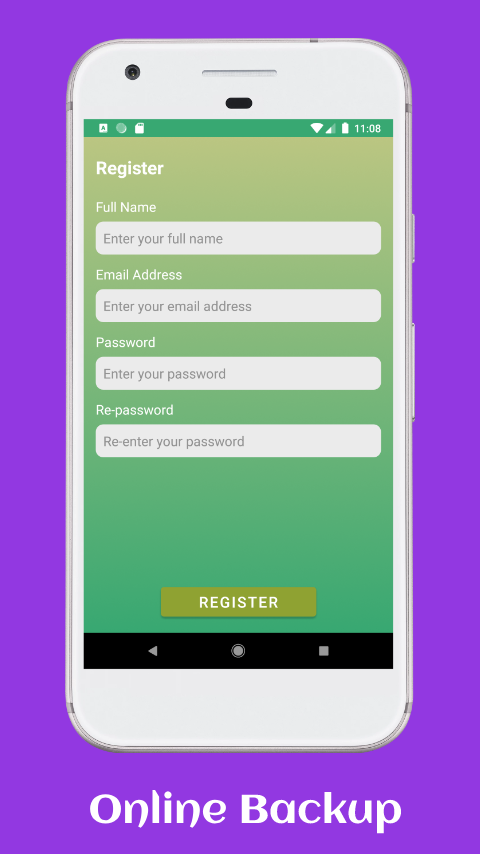 11:08
Register
Full Name
Enter your full name
Email Address
Enter your email address
Password
Enter your password
Re-password
Re-enter your password
REGISTER
Online Backup